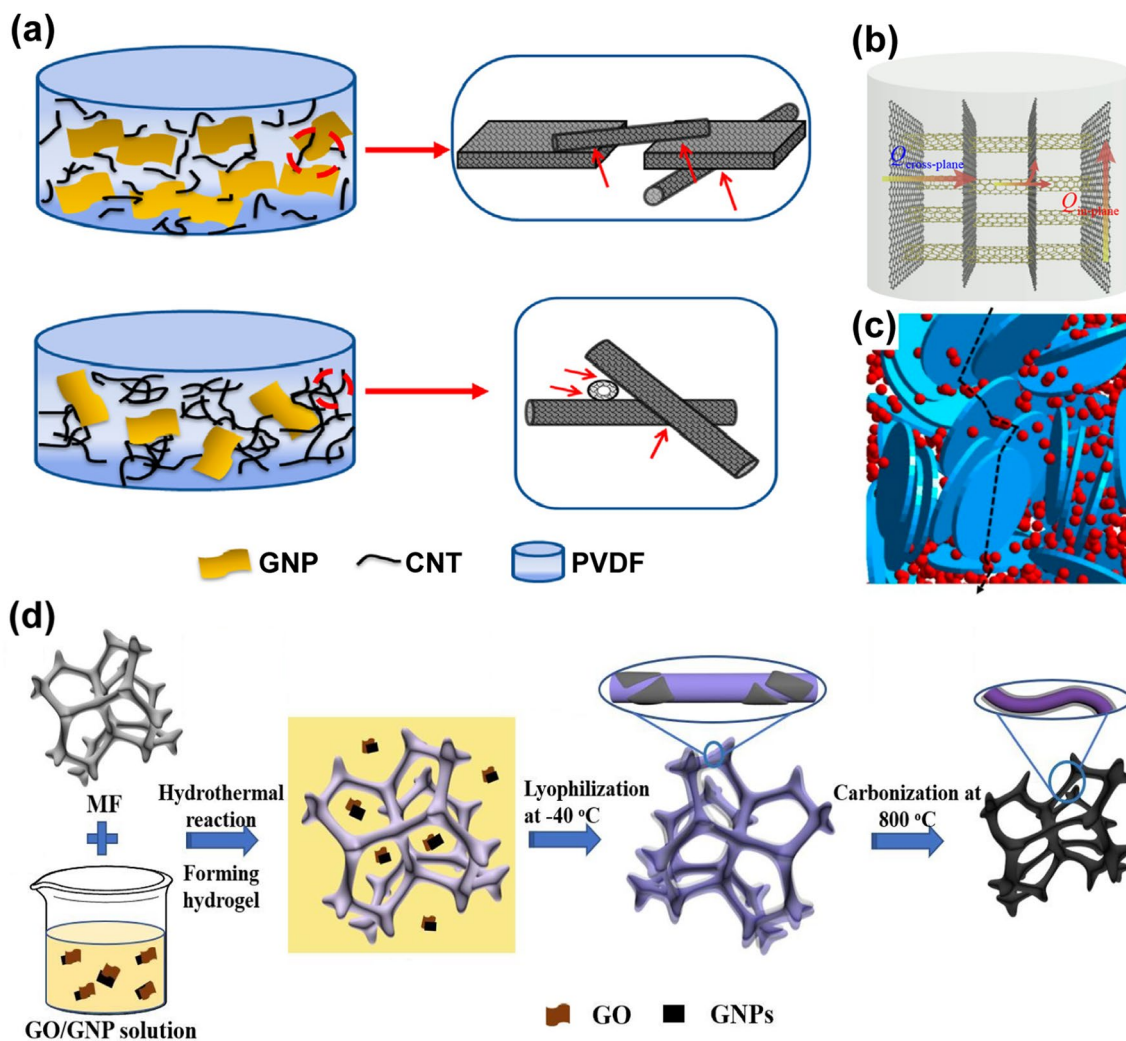 (a)
(b)
Q cross-plane
Q in-plane
(c)
GNP CNT PVDF
(d)
MF
GO/GNP solution
Hydrothermal
reaction
Forming
hydrogel
Lyophilization
at -40 °C
Carbonization at
800 °C
GO GNPs